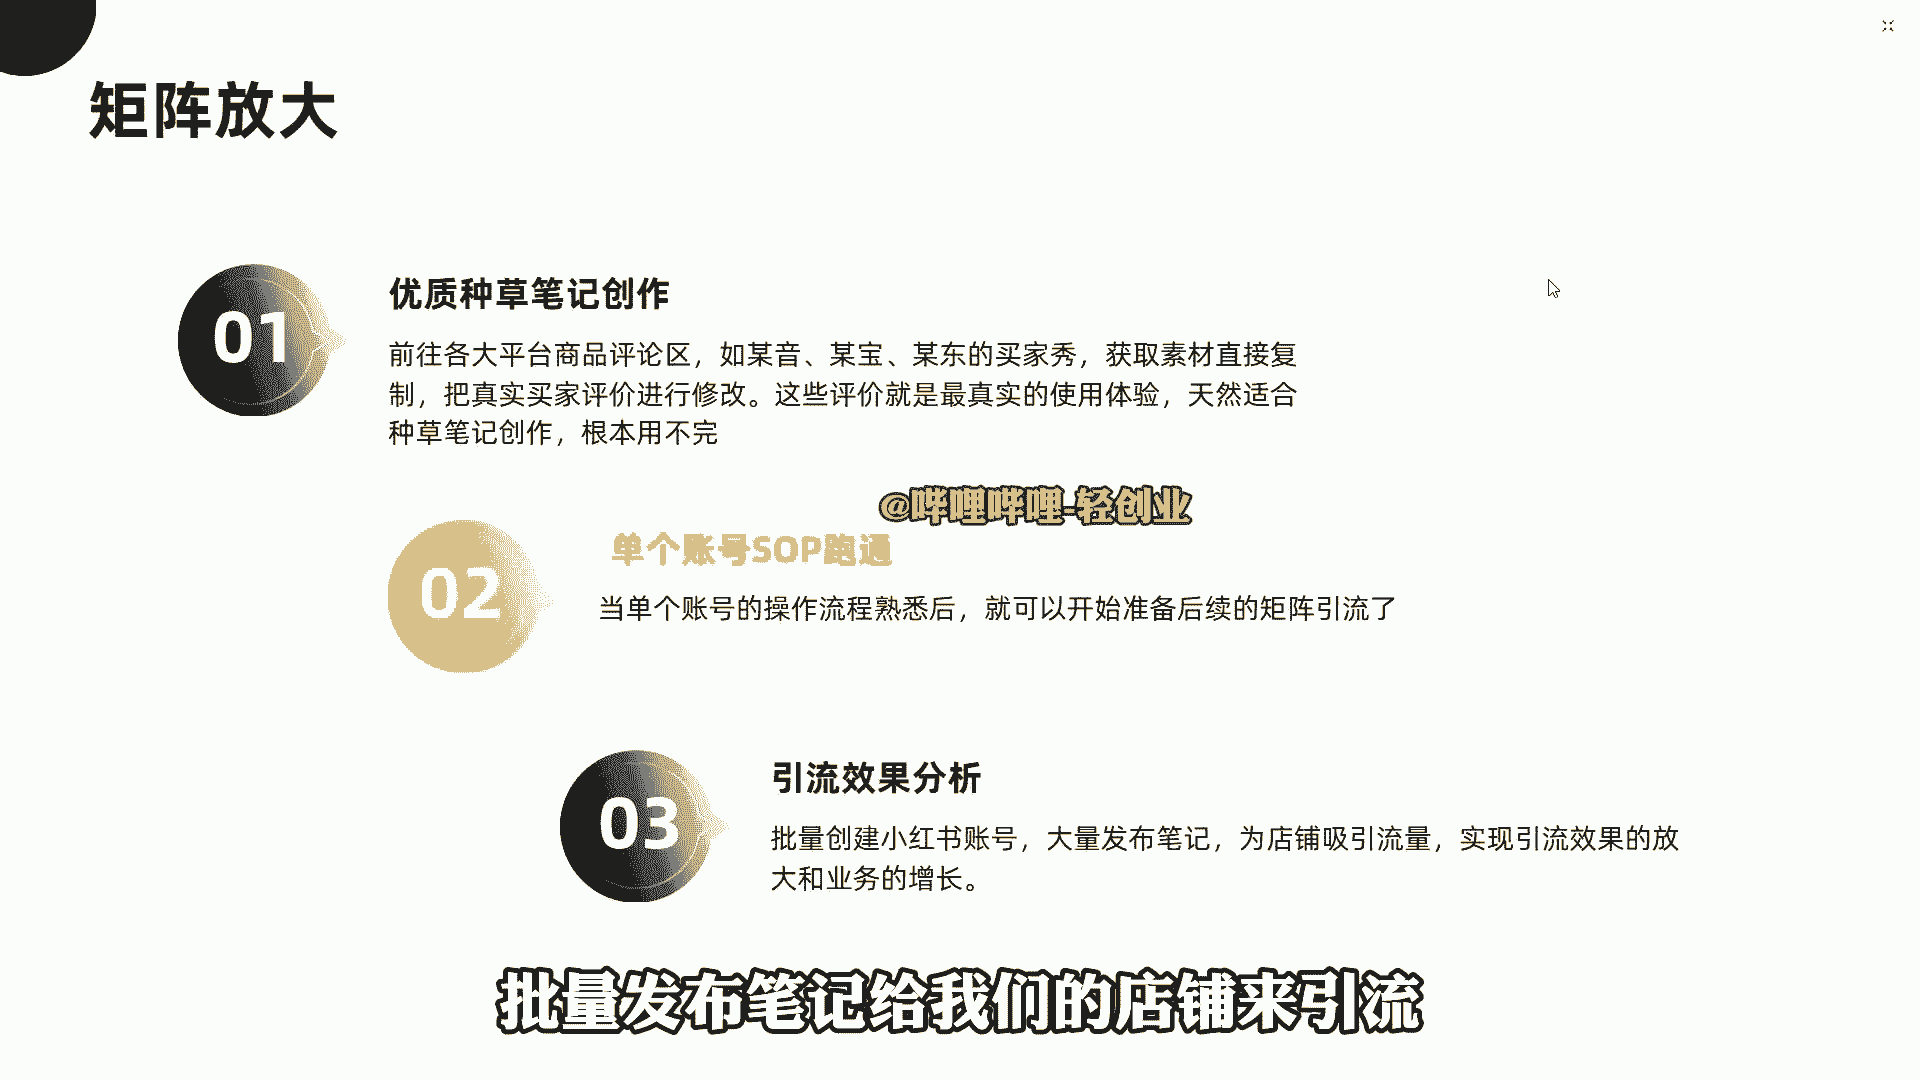 矩阵放大
01
优质种草笔记创作
前往各大平台商品评论区，如某音、某宝、某东的买家秀，获取素材直接复
制，把真实买家评价进行修改。这些评价就是最真实的使用体验，天然适合
种草笔记创作，根本用不完
@哔哩哔哩-轻创业
02
单个账号SOP跑通
当单个账号的操作流程熟悉后，就可以开始准备后续的矩阵引流了
03
引流效果分析
批量创建小红书账号，大量发布笔记，为店铺吸引流量，实现引流效果的放
大和业务的增长。
批量发布笔记给我们的店铺来引流